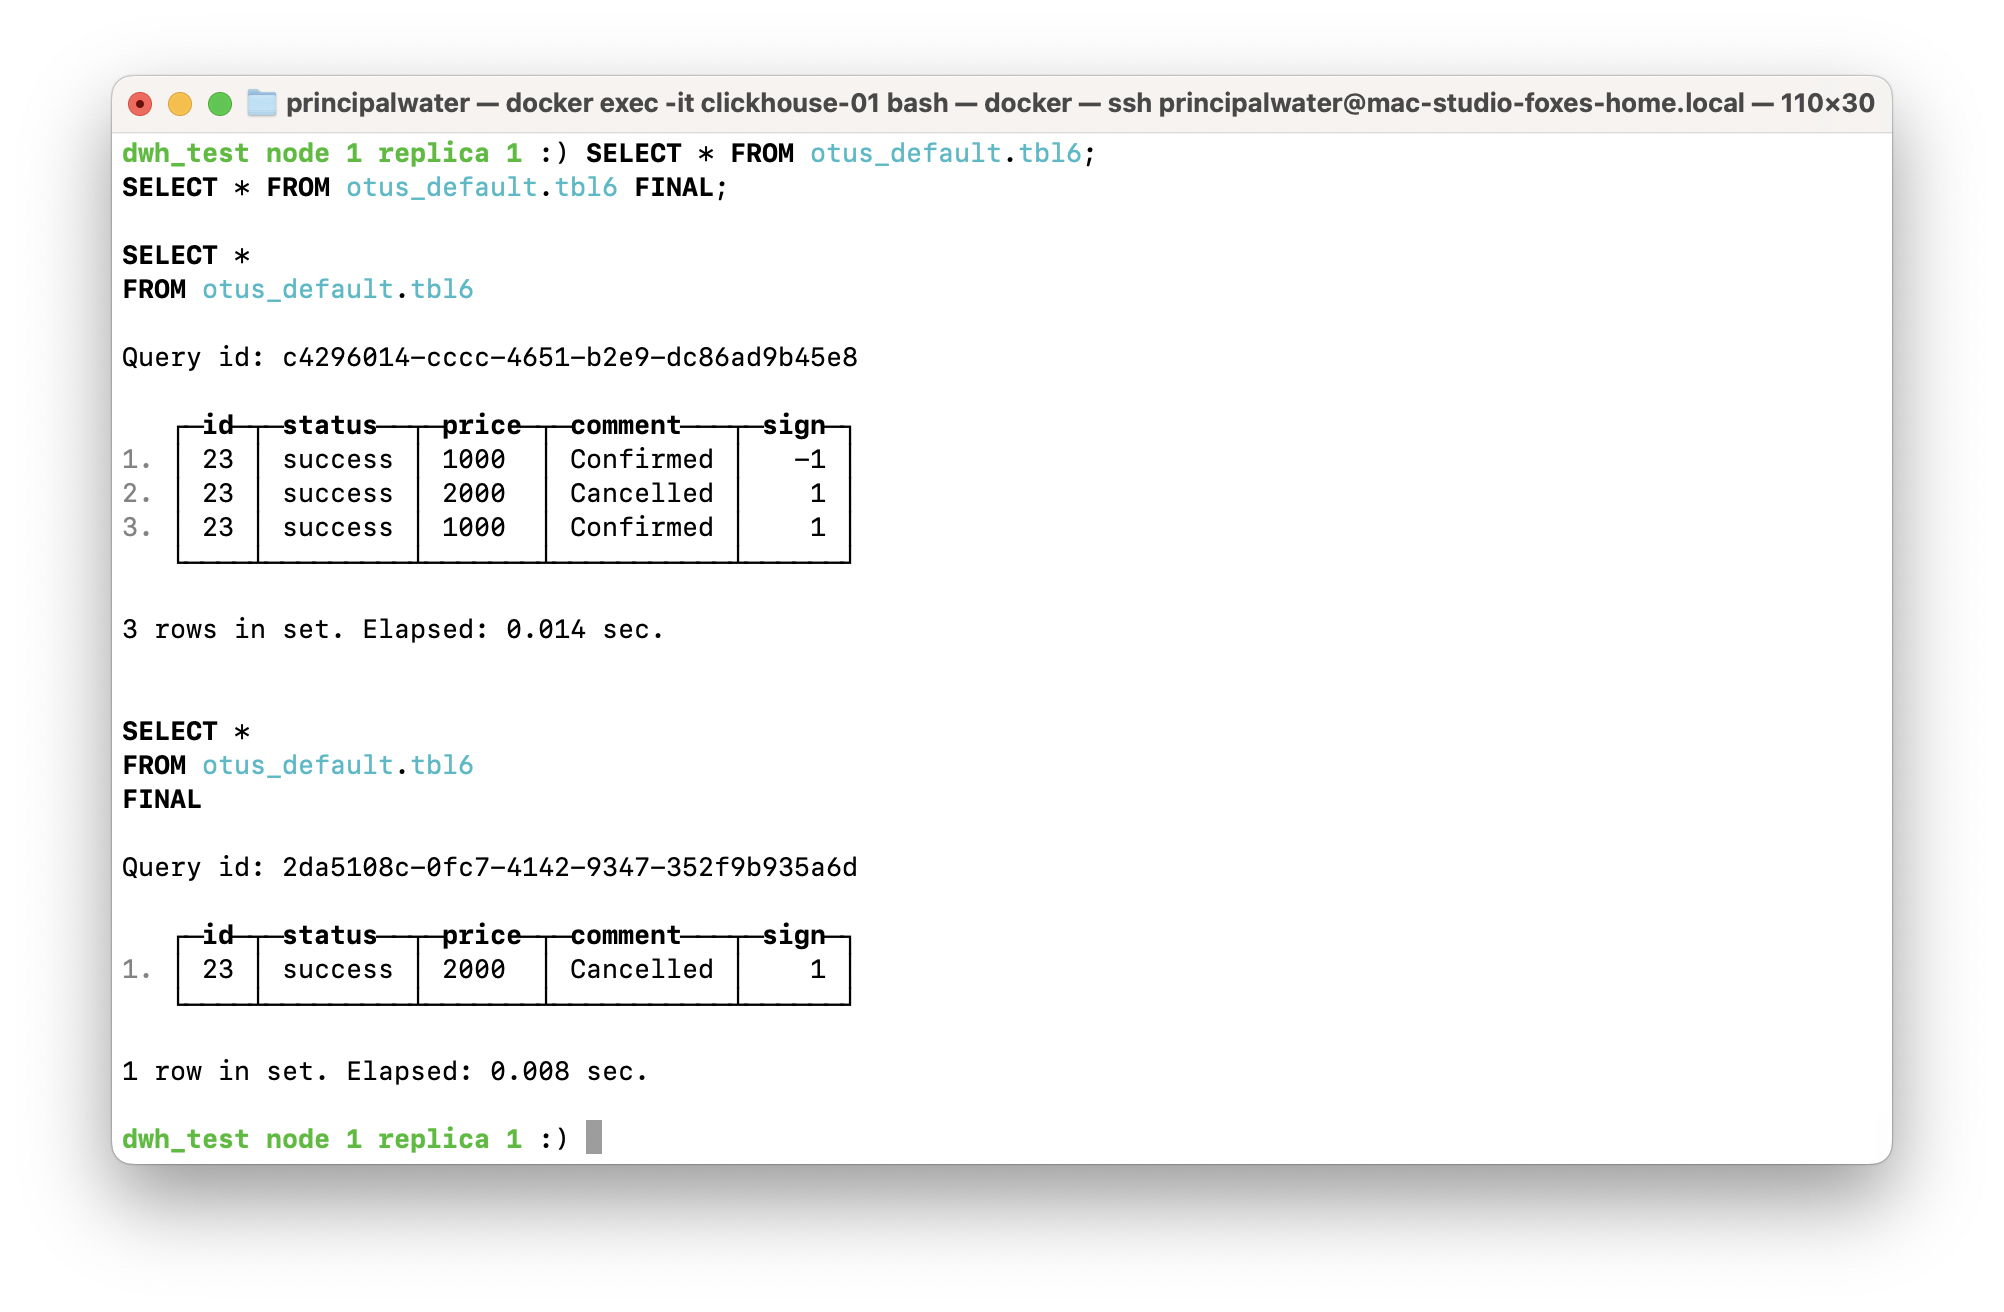 principalwater — docker exec -it clickhouse-01 bash — docker — ssh principalwater@mac-studio-foxes-home.local — 110×30
dwh_test node 1 replica 1 :) SELECT * FROM otus_default.tbl6;
SELECT * FROM otus_default.tbl6 FINAL;
SELECT *
FROM otus_default.tbl6
Query id: c4296014-cccc-4651-b2e9-dc86ad9b45e8
id status price comment sign
1. 23 success 1000 Confirmed -1
2. 23 success 2000 Cancelled 1
3. 23 success 1000 Confirmed 1
3 rows in set. Elapsed: 0.014 sec.
SELECT *
FROM otus_default.tbl6
FINAL
Query id: 2da5108c-0fc7-4142-9347-352f9b935a6d
id status price comment sign
1. 23 success 2000 Cancelled 1
1 row in set. Elapsed: 0.008 sec.
dwh_test node 1 replica 1 :)